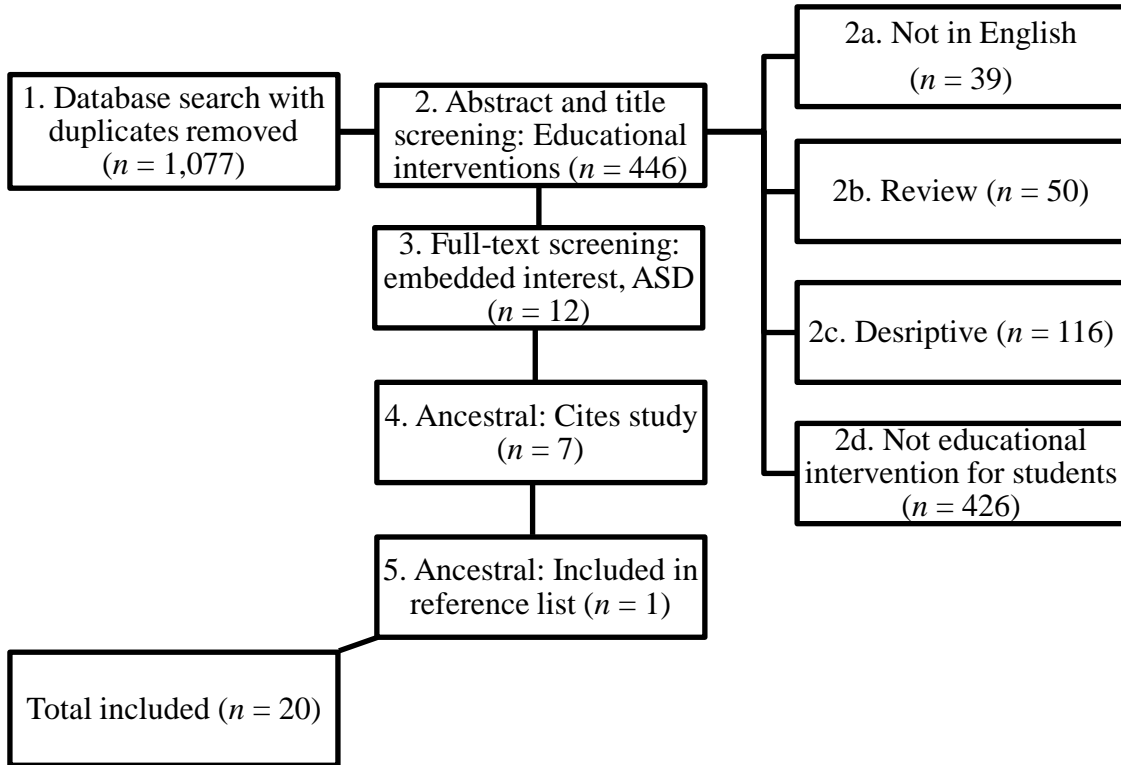 1. Database search with
duplicates removed
(n = 1,077)
2. Abstract and title
screening: Educational
interventions (n = 446)
2a. Not in English
(n = 39)
2b. Review (n = 50)
2c. Desriptive (n = 116)
2d. Not educational
intervention for students
(n = 426)
3. Full-text screening:
embedded interest, ASD
(n = 12)
4. Ancestral: Cites study
(n = 7)
5. Ancestral: Included in
reference list (n = 1)
Total included (n = 20)